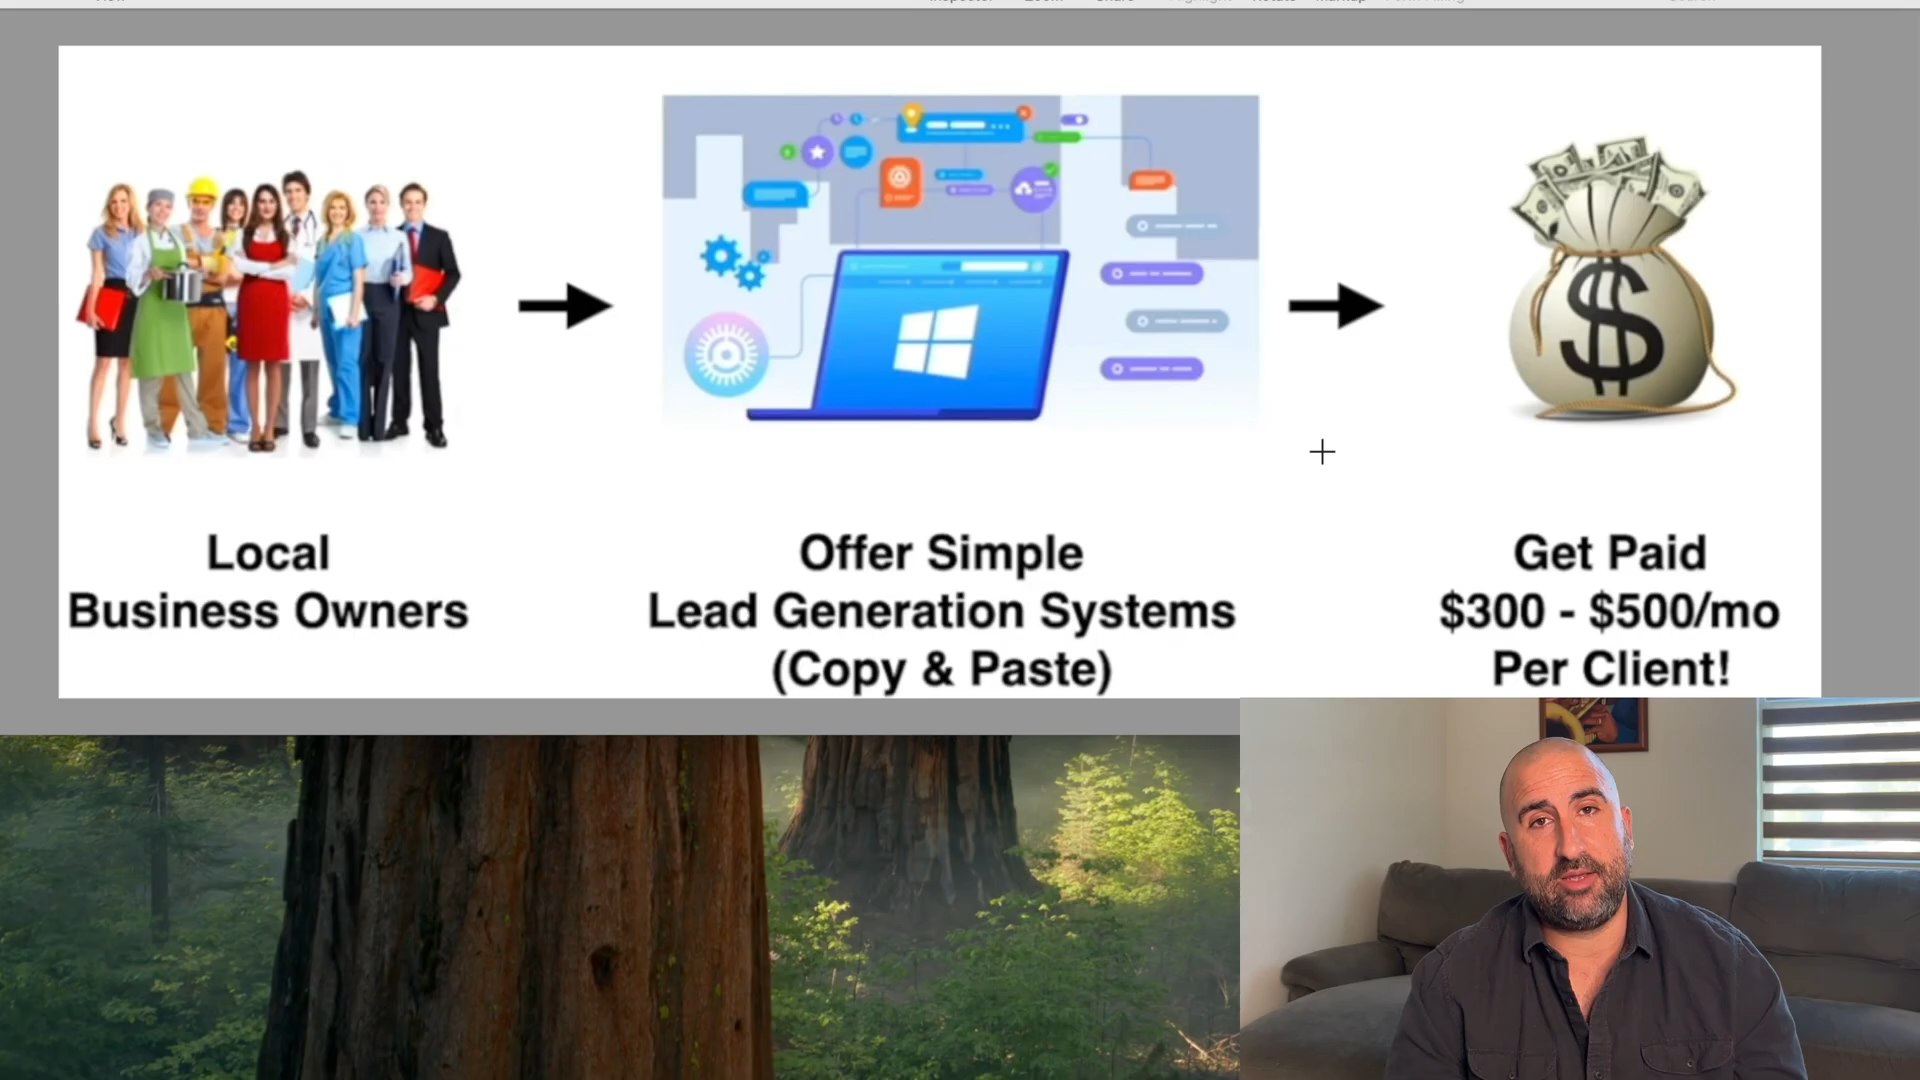 Local
Business Owners
Offer Simple
Lead Generation Systems
(Copy & Paste)
Get Paid
$300 - $500/mo
Per Client!